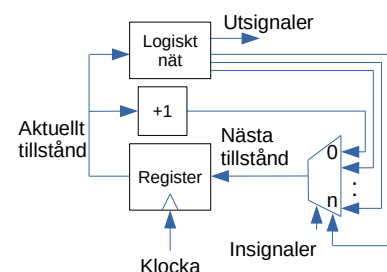 Utsignaler
Logiskt
nät
+1
Aktuellt
tillstånd
Nästa
tillstånd
0
Register
:
n
Insignaler
Klocka